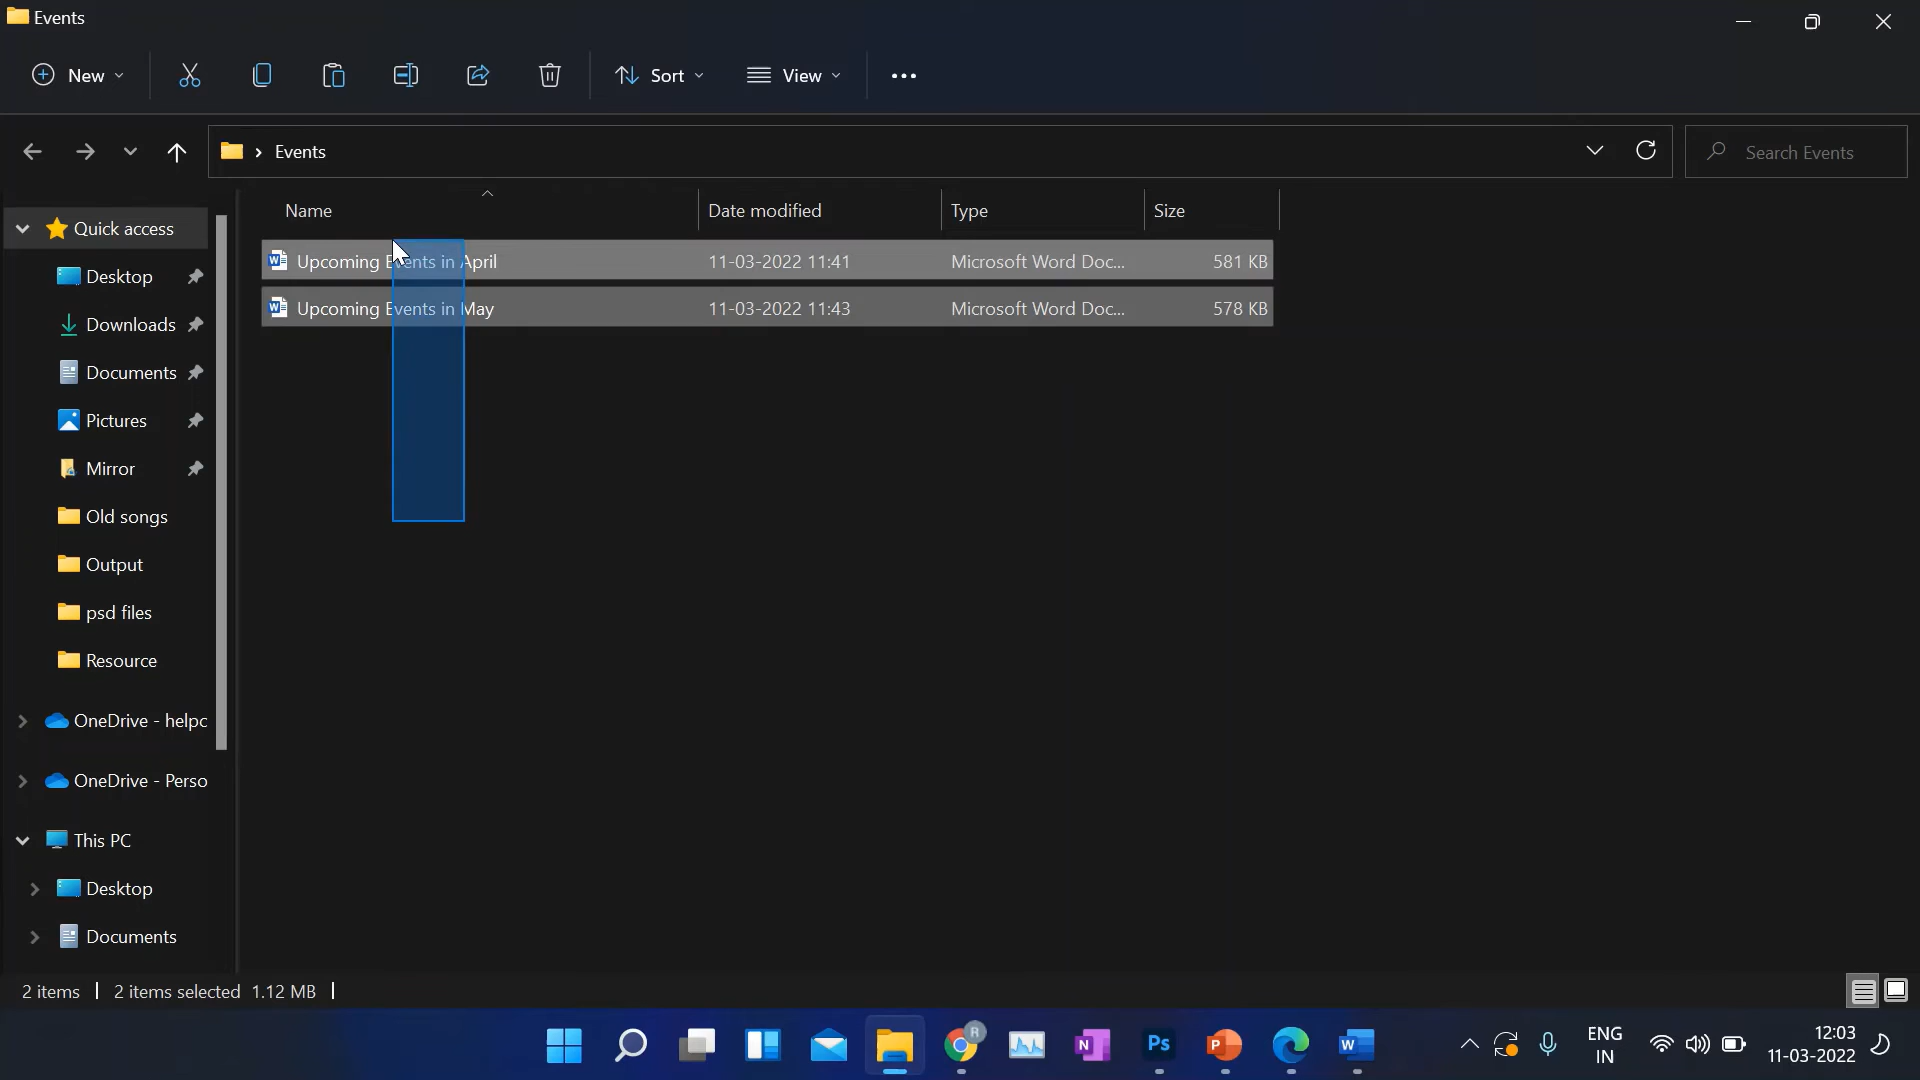 Events
New
Sort
View
Events
Search Events
Name
Date modified
Type
Size
Quick access
Upcoming Events in April 11-03-2022 11:41 Microsoft Word Doc... 581 KB
Upcoming Events in May 11-03-2022 11:43 Microsoft Word Doc... 578 KB
Desktop
Downloads
Documents
Pictures
Mirror
Old songs
Output
psd files
Resource
OneDrive - helpc
OneDrive - Perso
This PC
Desktop
Documents
2 items
2 items selected 1.12 MB
R
N
Ps
P
W
ENG
IN
12:03
11-03-2022